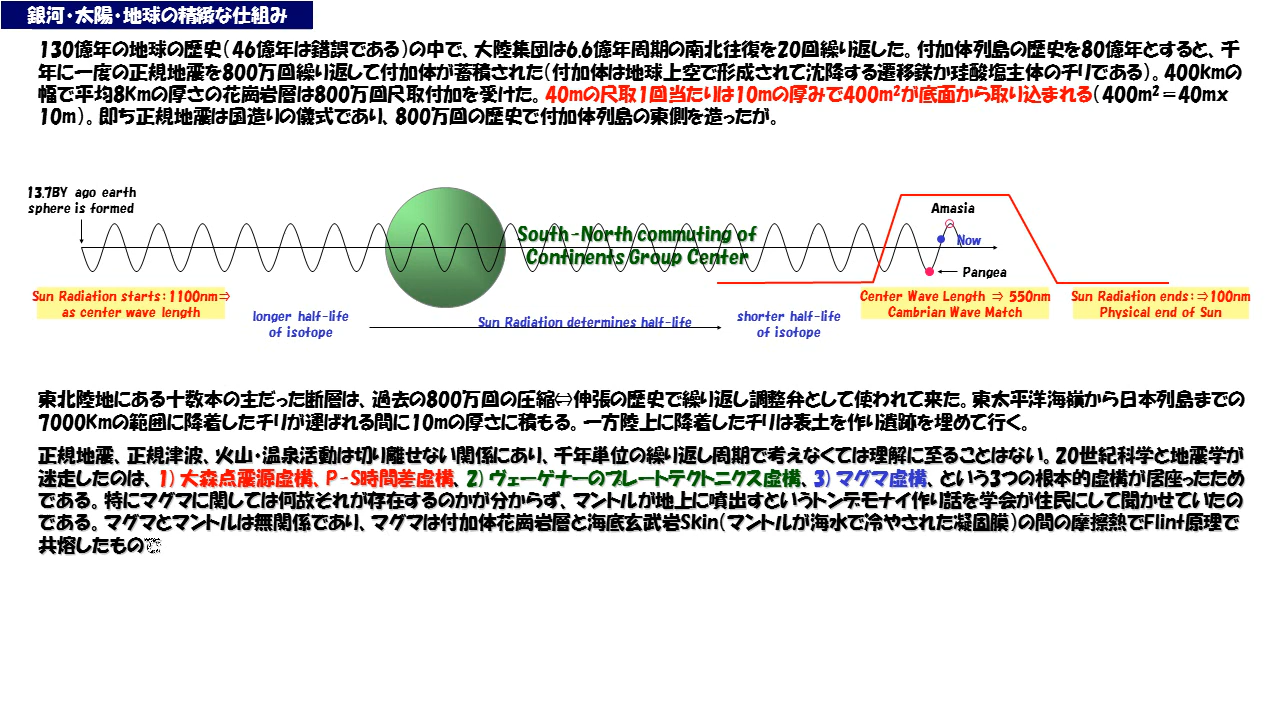 銀河・太陽・地球の精緻な仕組み
130億年の地球の歴史（46億年は錯誤である）の中で、大陸集団は6.6億年周期の南北往復を20回繰り返した。付加体列島の歴史を80億年とすると、千
年に一度の正規地震を800万回繰り返して付加体が蓄積された（付加体は地球上空で形成されて沈降する遷移鉄か珪酸塩主体のチリである）。400Kmの
幅で平均8Kmの厚さの花崗岩層は800万回尺取付加を受けた。40mの尺取1回当たりは10mの厚みで400m²が底面から取り込まれる（400m²＝40mx
10m）。即ち正規地震は国造りの儀式であり、800万回の歴史で付加体列島の東側を造ったが。
13.7BY ago earth
sphere is formed
South-North commuting of
Continents Group Center
Amasia
Now
Pangea
Sun Radiation starts:1100nm⇒
as center wave length
longer half-life
of isotope
Sun Radiation determines half-life
shorter half-life
of isotope
Center Wave Length ⇒ 550nm
Cambrian Wave Match
Sun Radiation ends:⇒100nm
Physical end of Sun
東北陸地にある十数本の主だった断層は、過去の800万回の圧縮⇔伸張の歴史で繰り返し調整弁として使われて来た。東太平洋海嶺から日本列島までの
7000Kmの範囲に降着したチリが運ばれる間に10mの厚さに積もる。一方陸上に降着したチリは表土を作り遺跡を埋めて行く。
正規地震、正規津波、火山・温泉活動は切り離せない関係にあり、千年単位の繰り返し周期で考えなくては理解に至ることはない。20世紀科学と地震学が
迷走したのは、1）大森点震源虚構、P-S時間差虚構、2）ヴェーゲナーのプレートテクトニクス虚構、3）マグマ虚構、という3つの根本的虚構が居座ったため
である。特にマグマに関しては何故それが存在するのかが分からず、マントルが地上に噴出すというトンデモナイ作り話を学会が住民にして聞かせていたの
である。マグマとマントルは無関係であり、マグマは付加体花崗岩層と海底玄武岩Skin（マントルが海水で冷やされた凝固膜）の間の摩擦熱でFlint原理で
共熔したもの